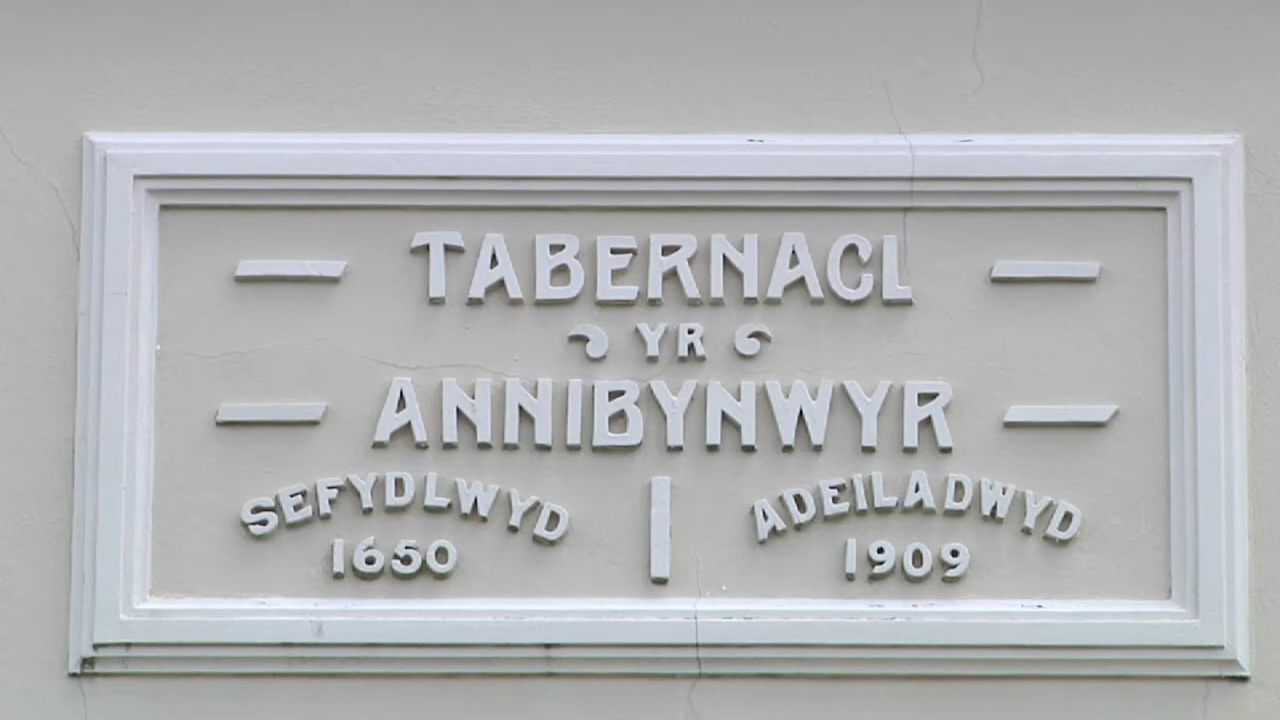 TABERNACL
YR
ANNIBYNWYR
SEFYDLWYD
1650
ADEILADWYD
1909